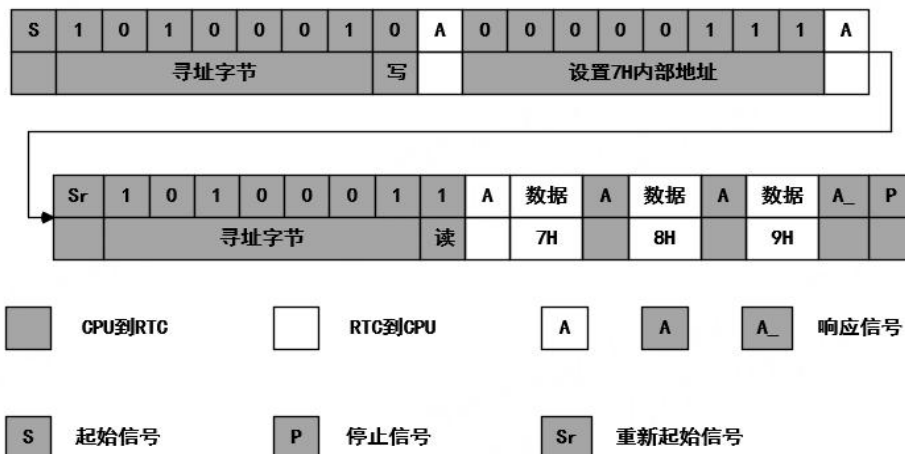 S 1 0 1 0 0 0 1 0 A 0 0 0 0 0 1 1 1 A
寻址字节 写 设置7H内部地址
Sr 1 0 1 0 0 0 1 1 A 数据 A 数据 A 数据 A_ P
寻址字节 读 7H 8H 9H
CPU到RTC RTC到CPU A A A_ 响应信号
S 起始信号 P 停止信号 Sr 重新起始信号